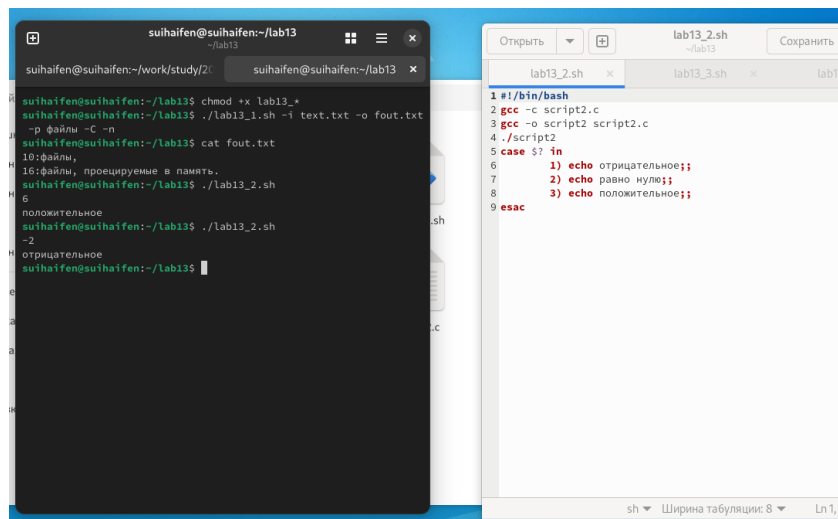 suihaifen@suihaifen:~/lab13
~/lab13
suihaifen@suihaifen:~/work/study/20
suihaifen@suihaifen:~/lab13
suihaifen@suihaifen:~/lab13$ chmod +x lab13_*
suihaifen@suihaifen:~/lab13$ ./lab13_1.sh -i text.txt -o fout.txt
-p файлы -C -n
suihaifen@suihaifen:~/lab13$ cat fout.txt
10:файлы,
16:файлы, проецируемые в память.
suihaifen@suihaifen:~/lab13$ ./lab13_2.sh
6
положительное
suihaifen@suihaifen:~/lab13$ ./lab13_2.sh
-2
отрицательное
suihaifen@suihaifen:~/lab13$
.sh
.c
Открыть
lab13_2.sh
~/lab13
Сохранить
lab13_2.sh
lab13_3.sh
lab1
1 #!/bin/bash
2 gcc -c script2.c
3 gcc -o script2 script2.c
4 ./script2
5 case $? in
6 1) echo отрицательное;;
7 2) echo равно нулю;;
8 3) echo положительное;;
9 esac
sh
Ширина табуляции: 8
Ln 1,